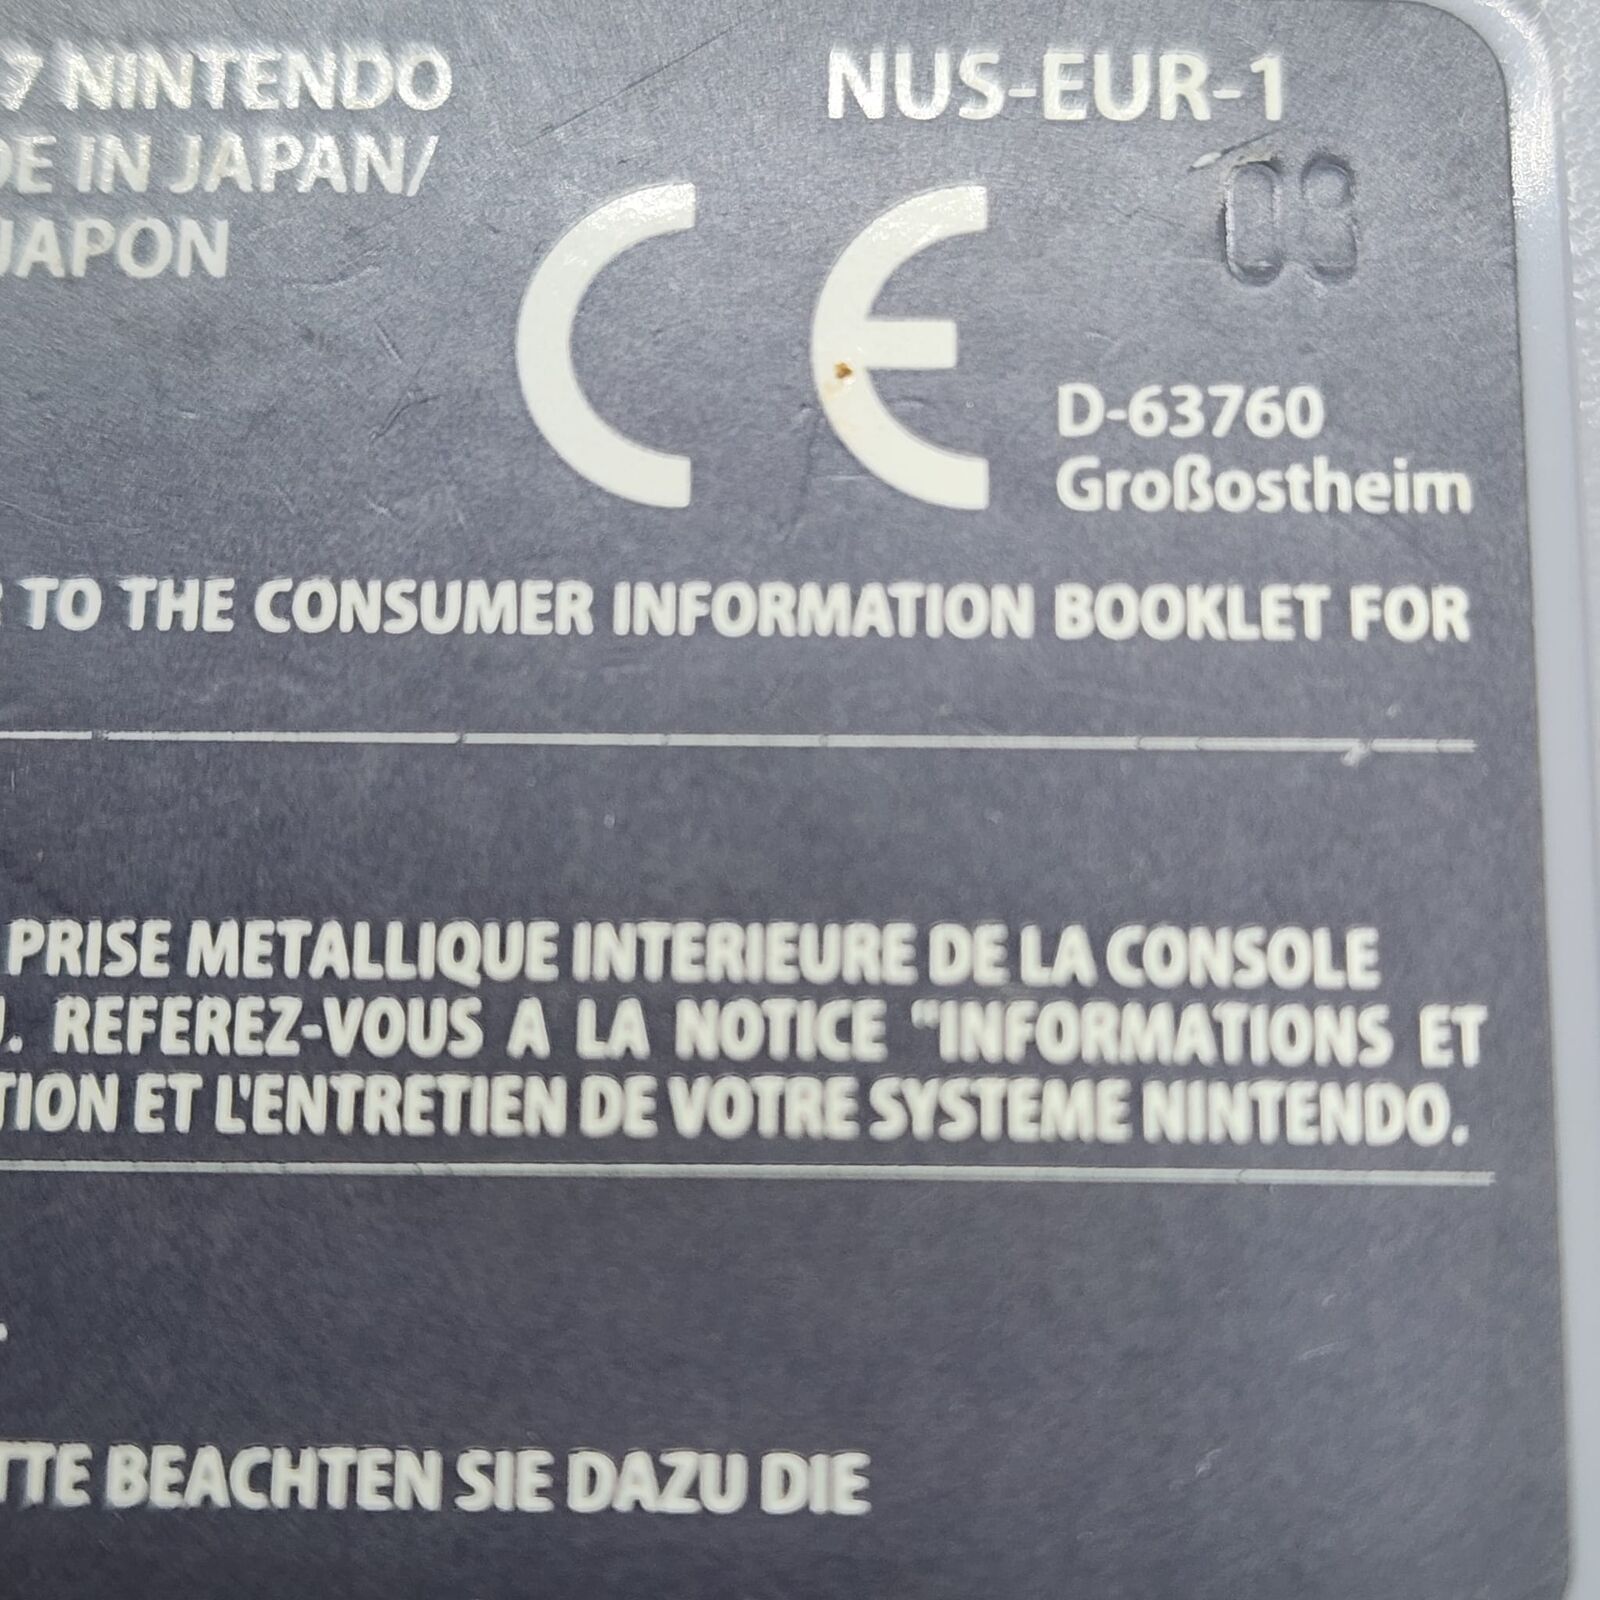 7 NINTENDO NUS-EUR-1
DE IN JAPAN/
JAPON
03
CE
D-63760
Großostheim
TO THE CONSUMER INFORMATION BOOKLET FOR
PRISE METALLIQUE INTERIEURE DE LA CONSOLE
. REFEREZ-VOUS A LA NOTICE "INFORMATIONS ET
TION ET L'ENTRETIEN DE VOTRE SYSTEME NINTENDO.
TTE BEACHTEN SIE DAZU DIE